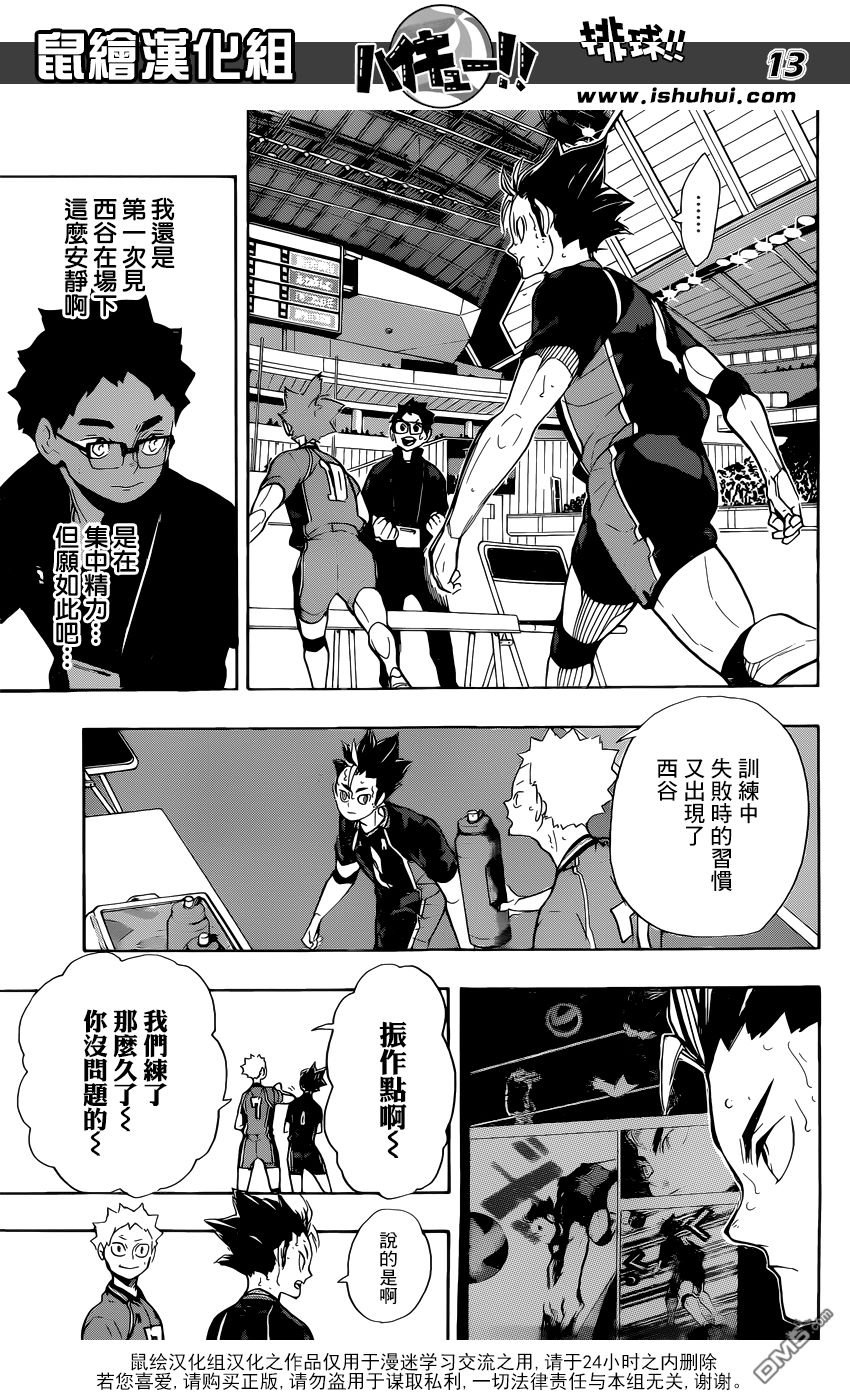 鼠繪漢化組
ハイキュー!!
排球!!
13
www.ishuhui.com
……
我還是
第一次見
西谷在場下
這麼安靜啊
是在
集中精力…
但願如此吧…
訓練中
失敗時的習慣
又出現了
西谷
振作點啊～
我們練了
那麼久了～
你沒問題的～
說的是啊
鼠绘汉化组汉化之作品仅用于漫迷学习交流之用, 请于24小时之内删除
若您喜爱, 请购买正版, 请勿盗用于谋取私利, 一切法律责任与本组无关, 谢谢.
DM5.com